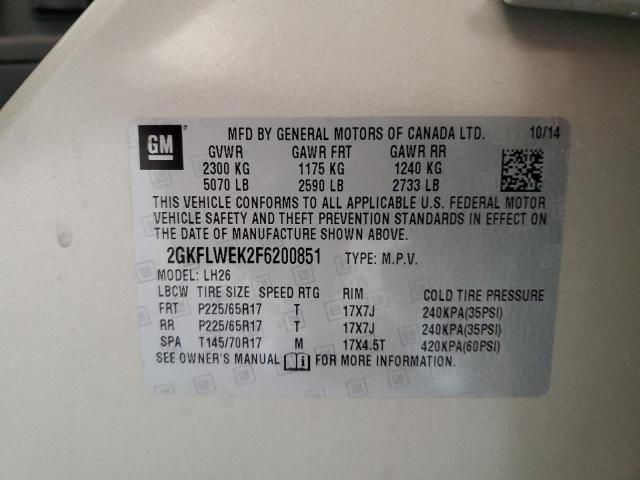 GM MFD BY GENERAL MOTORS OF CANADA LTD. 10/14
GVWR GAWR FRT GAWR RR
2300 KG 1175 KG 1240 KG
5070 LB 2590 LB 2733 LB
THIS VEHICLE CONFORMS TO ALL APPLICABLE U.S. FEDERAL MOTOR
VEHICLE SAFETY AND THEFT PREVENTION STANDARDS IN EFFECT ON
THE DATE OF MANUFACTURE SHOWN ABOVE.
2GKFLWEK2F6200851 TYPE: M.P.V.
MODEL: LH26
LBCW TIRE SIZE SPEED RTG RIM COLD TIRE PRESSURE
FRT P225/65R17 T 17X7J 240KPA(35PSI)
RR P225/65R17 T 17X7J 240KPA(35PSI)
SPA T145/70R17 M 17X4.5T 420KPA(60PSI)
SEE OWNER'S MANUAL FOR MORE INFORMATION.